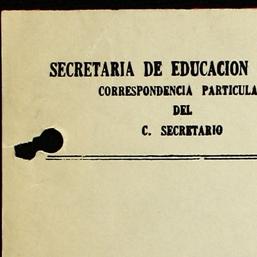 SECRETARIA DE EDUCACION
CORRESPONDENCIA PARTICULA
DEL
C. SECRETARIO